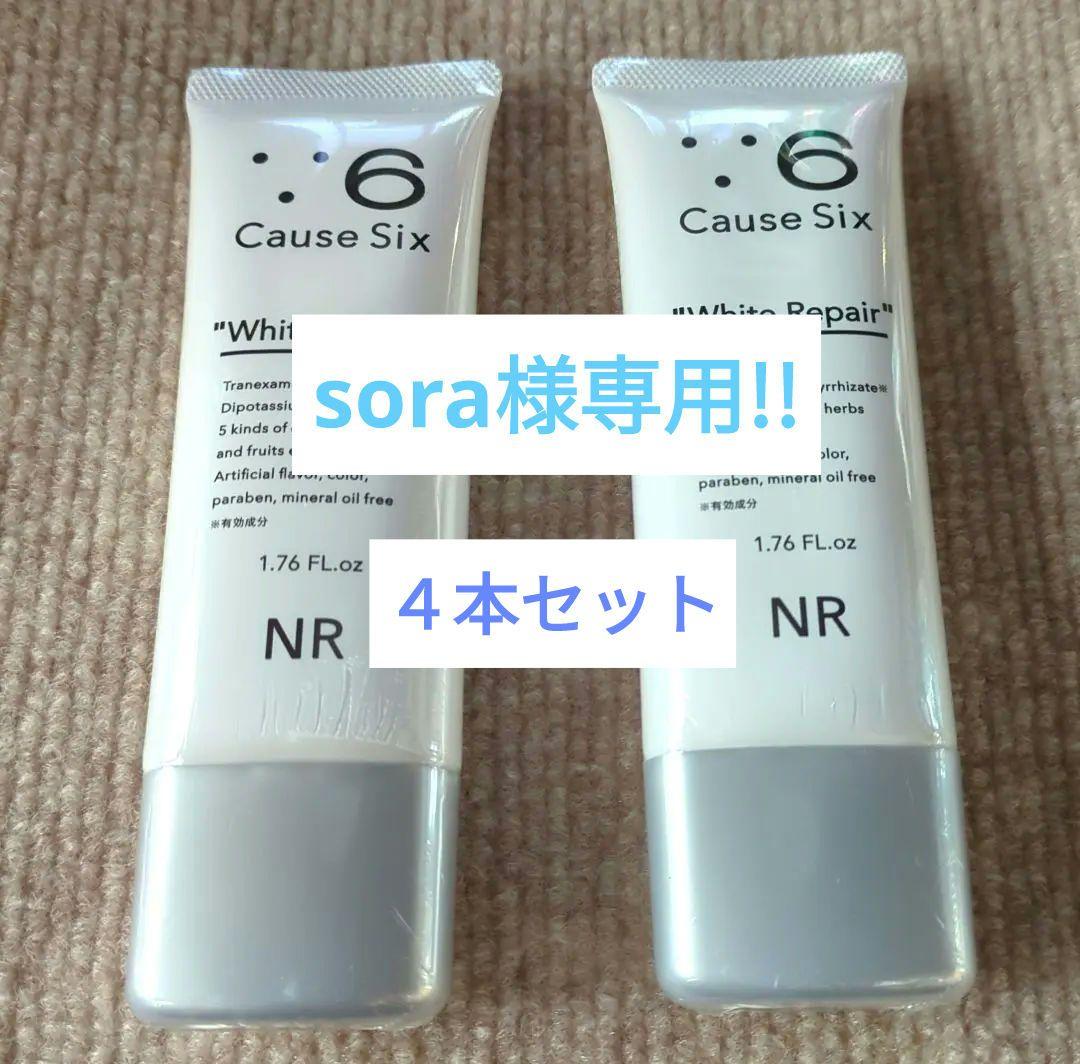 6
Cause Six
"Whit
Tranexam
Dipotassiu
5 kinds of
and fruits
Artificial flavor, color,
paraben, mineral oil free
※有効成分
1.76 FL.oz
NR
6
Cause Six
"White Repair"
yrrhizate※
herbs
olor,
paraben, mineral oil free
※有効成分
1.76 FL.oz
NR
sora様専用!!
４本セット